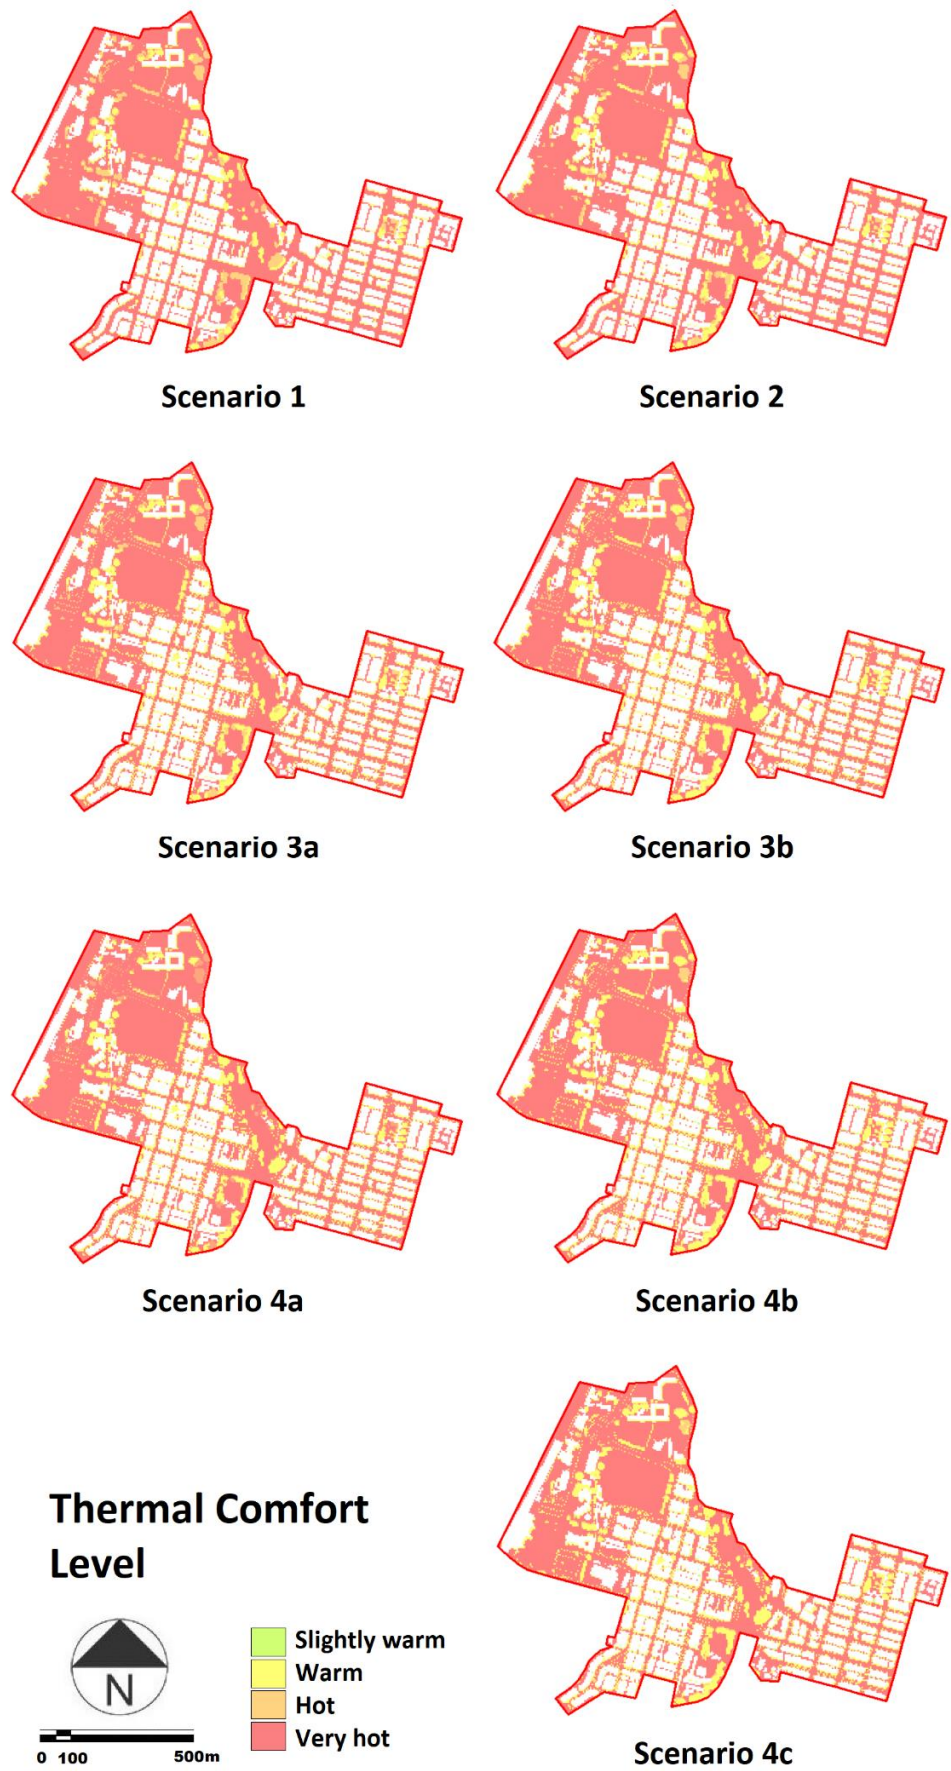 Scenario 1
Scenario 2
Scenario 3a
Scenario 3b
Scenario 4a
Scenario 4b
Thermal Comfort
Level
N
0 100 500m
Slightly warm
Warm
Hot
Very hot
Scenario 4c